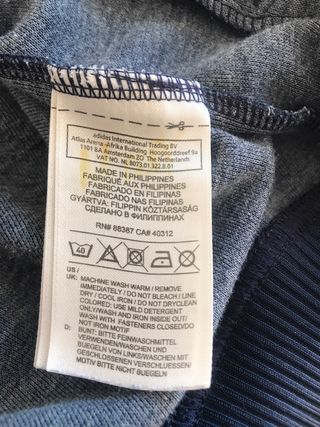 adidas International Trading BV
Atlas Arena -Afrika Building Hoogoorddreef 9a
1101 BA Amsterdam ZO The Netherlands
VAT NO. NL 8073.01.322.B.01
MADE IN PHILIPPINES
FABRIQUÉ AUX PHILIPPINES
FABRICADO EN FILIPINAS
FABRICADO NAS FILIPINAS
GYÁRTVA: FILIPPIN KÖZTÁRSASÁG
СДЕЛАНО В ФИЛИППИНАХ
RN# 88387 CA# 40312
40
US /
UK: MACHINE WASH WARM / REMOVE
IMMEDIATELY / DO NOT BLEACH / LINE
DRY / COOL IRON / DO NOT DRYCLEAN
COLORED: USE MILD DETERGENT
ONLY/WASH AND IRON INSIDE OUT/
WASH WITH FASTENERS CLOSED/DO
NOT IRON MOTIF
D: BUNT: BITTE FEINWASCHMITTEL
VERWENDEN/WASCHEN UND
BUEGELN VON LINKS/WASCHEN MIT
GESCHLOSSENEN VERSCHLUESSEN/
MOTIV BITTE NICHT BUEGELN